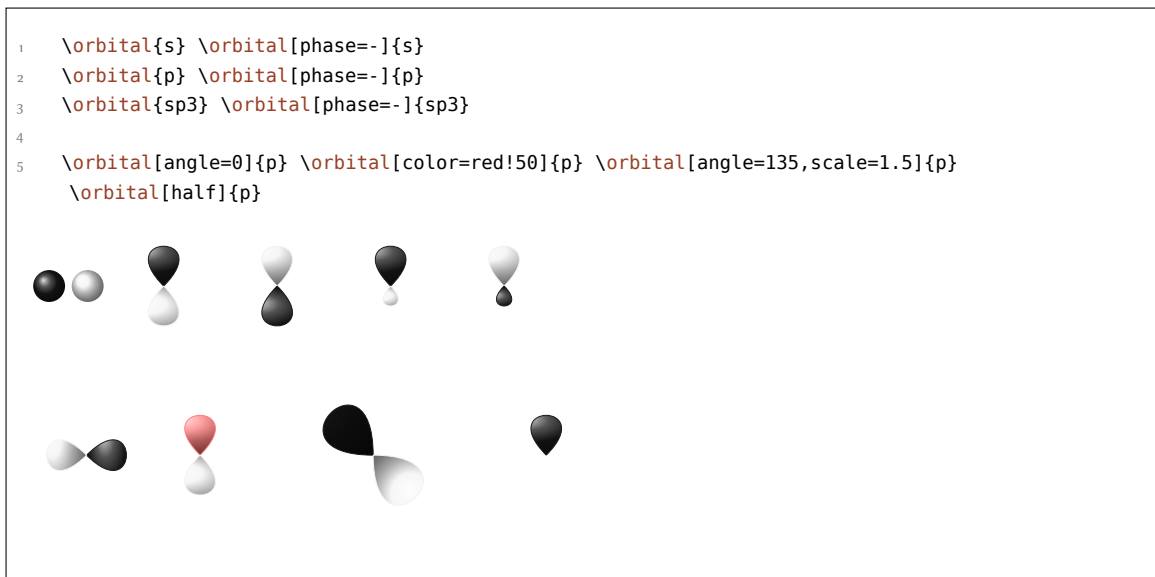 1 \orbital{s} \orbital[phase=-]{s}
2 \orbital{p} \orbital[phase=-]{p}
3 \orbital{sp3} \orbital[phase=-]{sp3}
4
5 \orbital[angle=0]{p} \orbital[color=red!50]{p} \orbital[angle=135,scale=1.5]{p}
\orbital[half]{p}